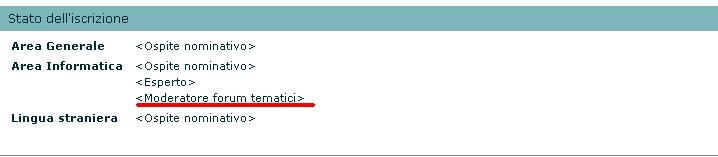 Stato dell'iscrizione
Area Generale <Ospite nominativo>
Area Informatica <Ospite nominativo>
<Esperto>
<Moderatore forum tematici>
Lingua straniera <Ospite nominativo>